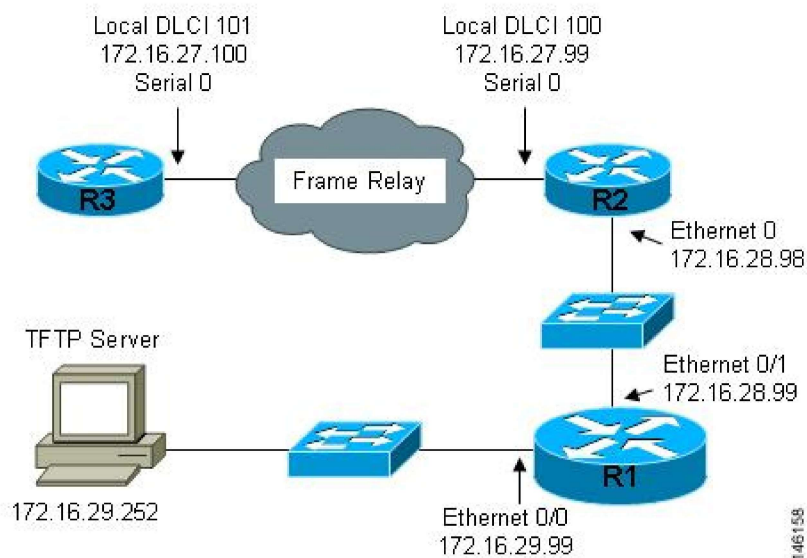 Local DLCI 101
172.16.27.100
Serial 0
Local DLCI 100
172.16.27.99
Serial 0
R3
Frame Relay
R2
Ethernet 0
172.16.28.98
TFTP Server
172.16.29.252
Ethernet 0/1
172.16.28.99
R1
Ethernet 0/0
172.16.29.99